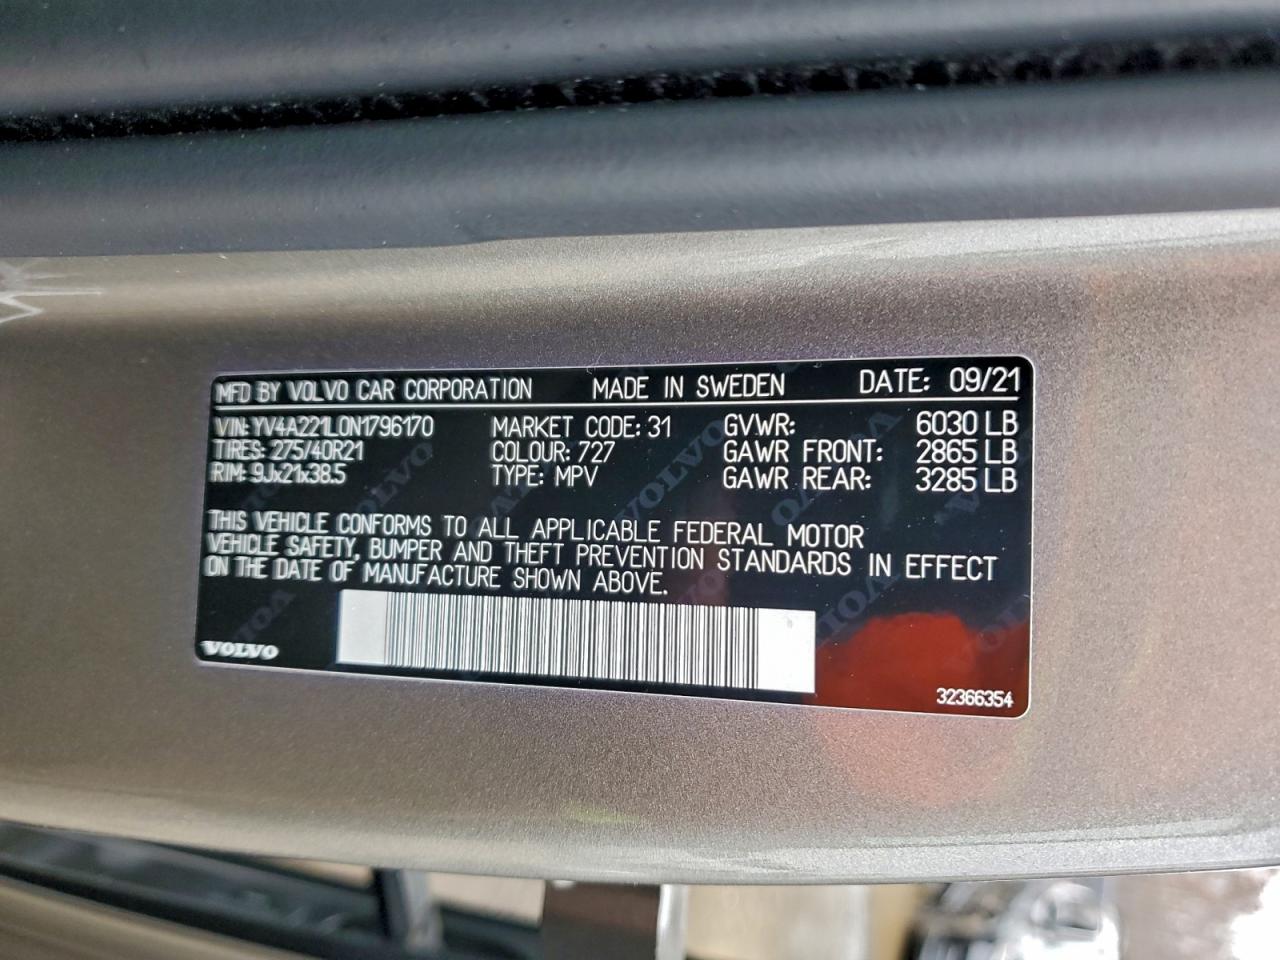 MFD BY VOLVO CAR CORPORATION MADE IN SWEDEN DATE: 09/21
VIN: YV4A221L0N1796170 MARKET CODE: 31 GVWR: 6030 LB
TIRES: 275/40R21 COLOUR: 727 GAWR FRONT: 2865 LB
RIM: 9Jx21x38.5 TYPE: MPV GAWR REAR: 3285 LB
THIS VEHICLE CONFORMS TO ALL APPLICABLE FEDERAL MOTOR
VEHICLE SAFETY, BUMPER AND THEFT PREVENTION STANDARDS IN EFFECT
ON THE DATE OF MANUFACTURE SHOWN ABOVE.
VOLVO
32366354